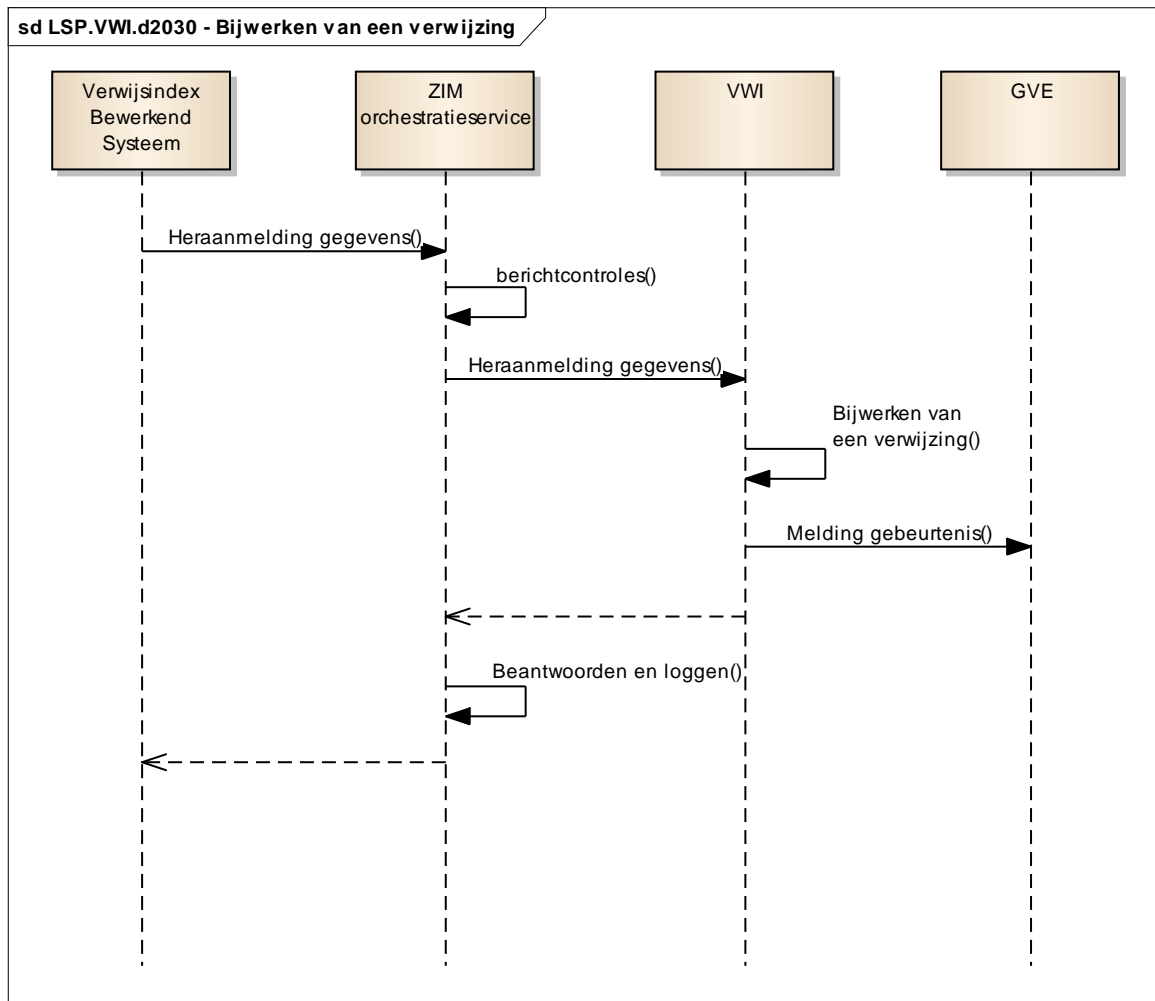 sd LSP.VWI.d2030 - Bijwerken van een verwijzing
Verwijsindex
Bewerkend
Systeem
ZIM
orchestratieservice
VWI
GVE
Heraanmelding gegevens()
berichtcontroles()
Heraanmelding gegevens()
Bijwerken van
een verwijzing()
Melding gebeurtenis()
Beantwoorden en loggen()